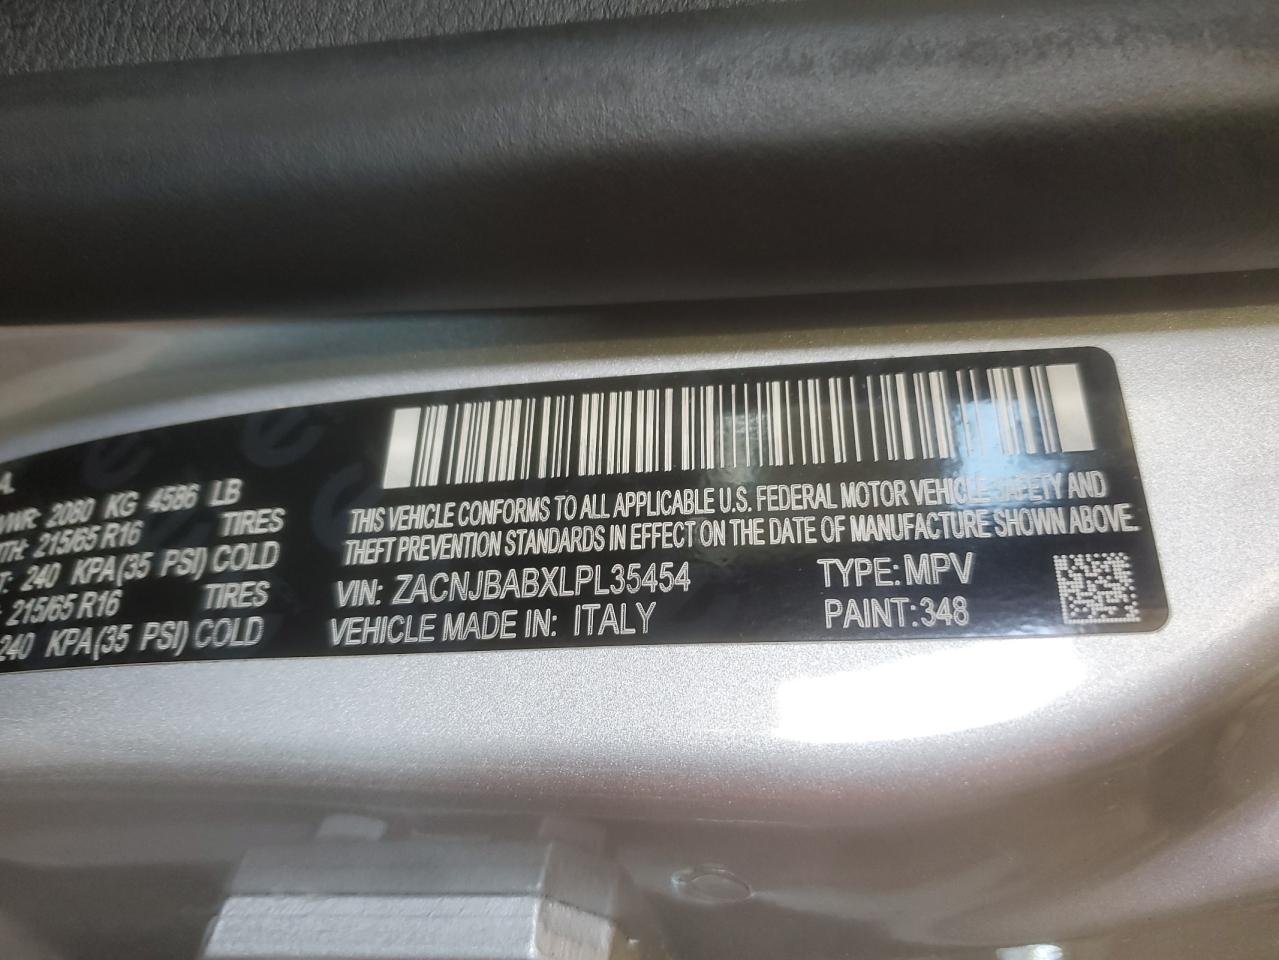 A.
2080 KG 4586 LB
215/65 R16 TIRES
240 KPA(35 PSI) COLD
215/65 R16 TIRES
240 KPA(35 PSI) COLD
THIS VEHICLE CONFORMS TO ALL APPLICABLE U.S. FEDERAL MOTOR VEHICLE SAFETY AND
THEFT PREVENTION STANDARDS IN EFFECT ON THE DATE OF MANUFACTURE SHOWN ABOVE.
VIN: ZACNJBABXLPL35454 TYPE: MPV
VEHICLE MADE IN: ITALY PAINT: 348